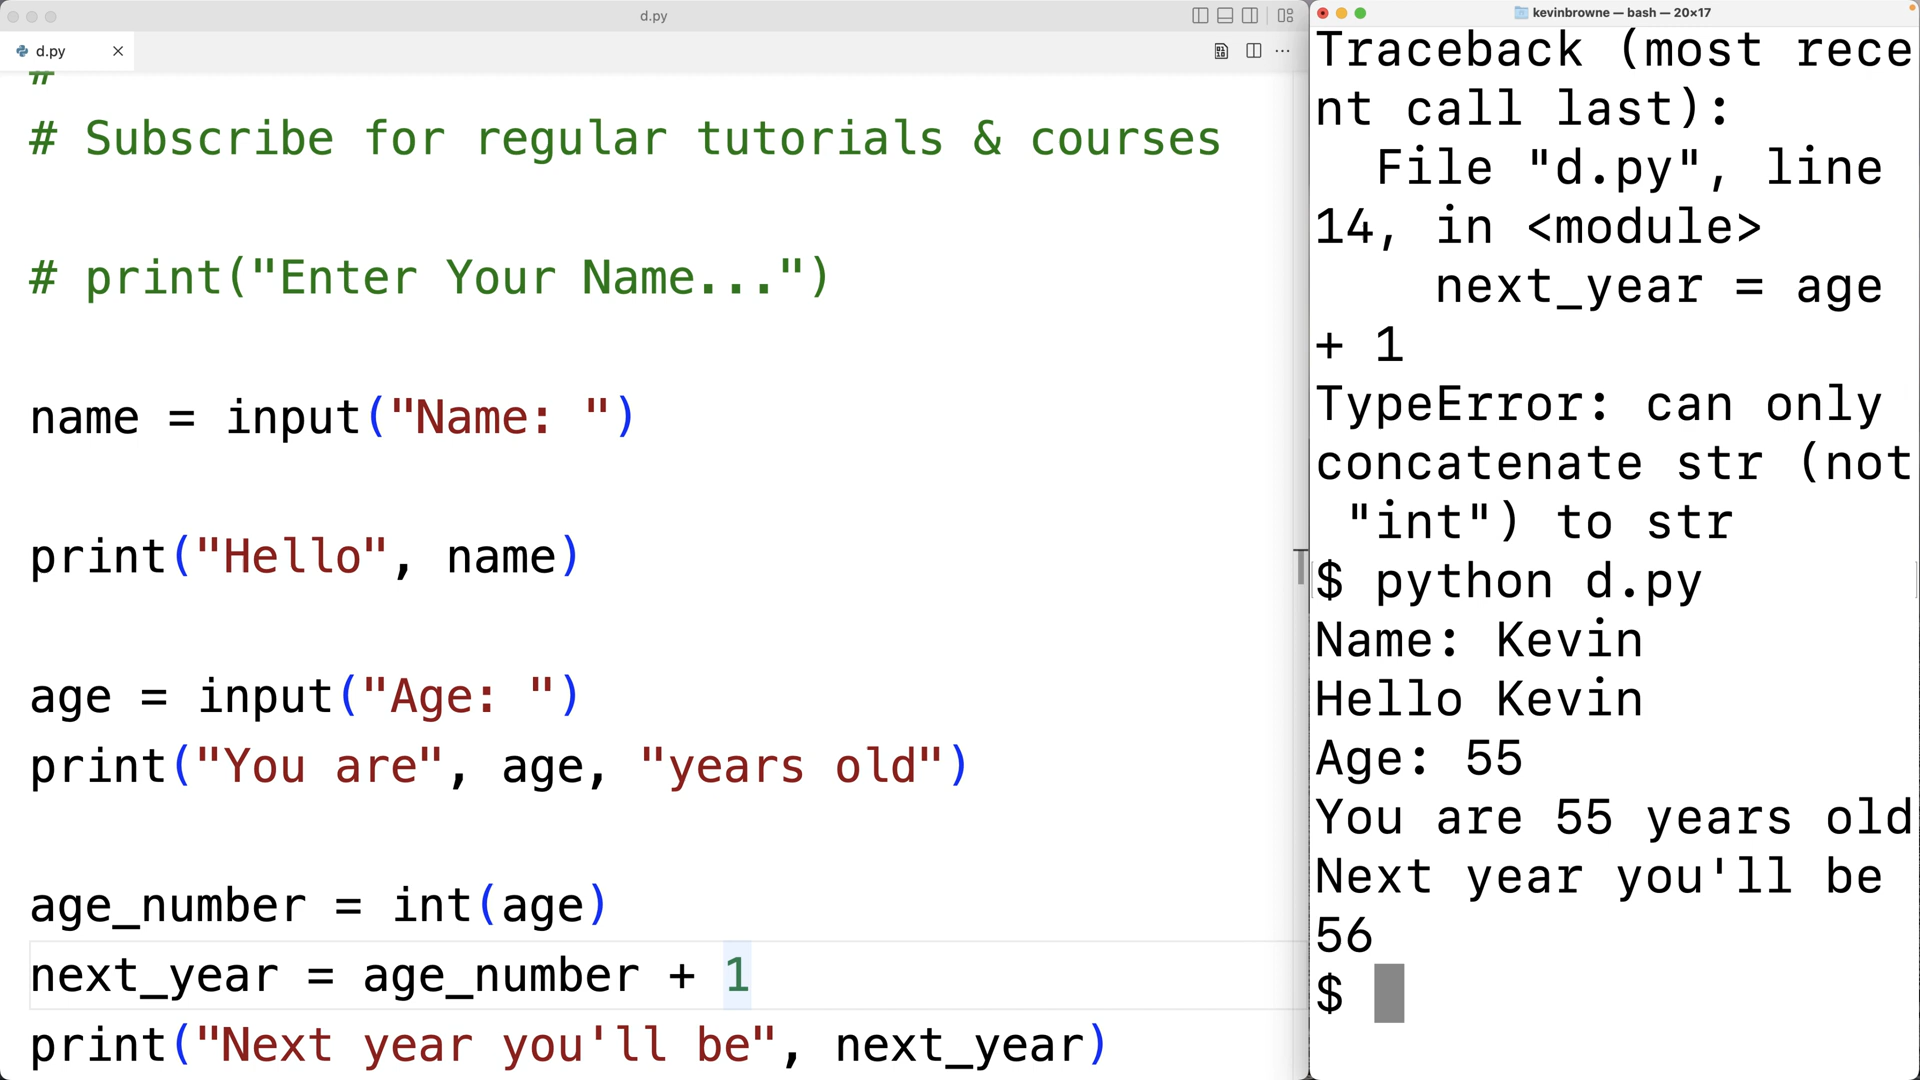 d.py
d.py
#
# Subscribe for regular tutorials & courses
# print("Enter Your Name...")
name = input("Name: ")
print("Hello", name)
age = input("Age: ")
print("You are", age, "years old")
age_number = int(age)
next_year = age_number + 1
print("Next year you'll be", next_year)
kevinbrowne — bash — 20×17
Traceback (most rece
nt call last):
  File "d.py", line
14, in <module>
    next_year = age
+ 1
TypeError: can only
concatenate str (not
 "int") to str
$ python d.py
Name: Kevin
Hello Kevin
Age: 55
You are 55 years old
Next year you'll be
56
$